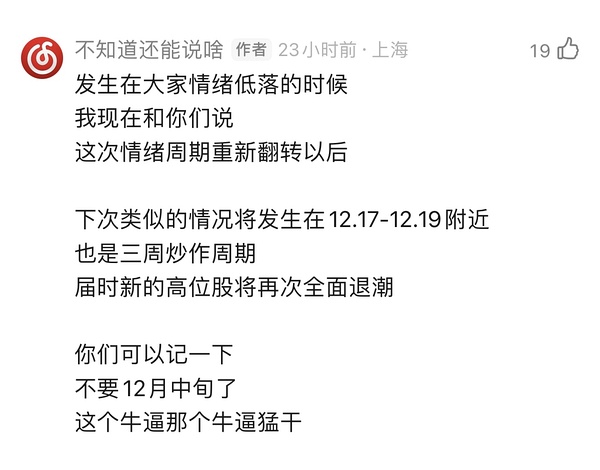 不知道还能说啥 作者 23小时前·上海 19
发生在大家情绪低落的时候
我现在和你们说
这次情绪周期重新翻转以后
下次类似的情况将发生在12.17-12.19附近
也是三周炒作周期
届时新的高位股将再次全面退潮
你们可以记一下
不要12月中旬了
这个牛逼那个牛逼猛干